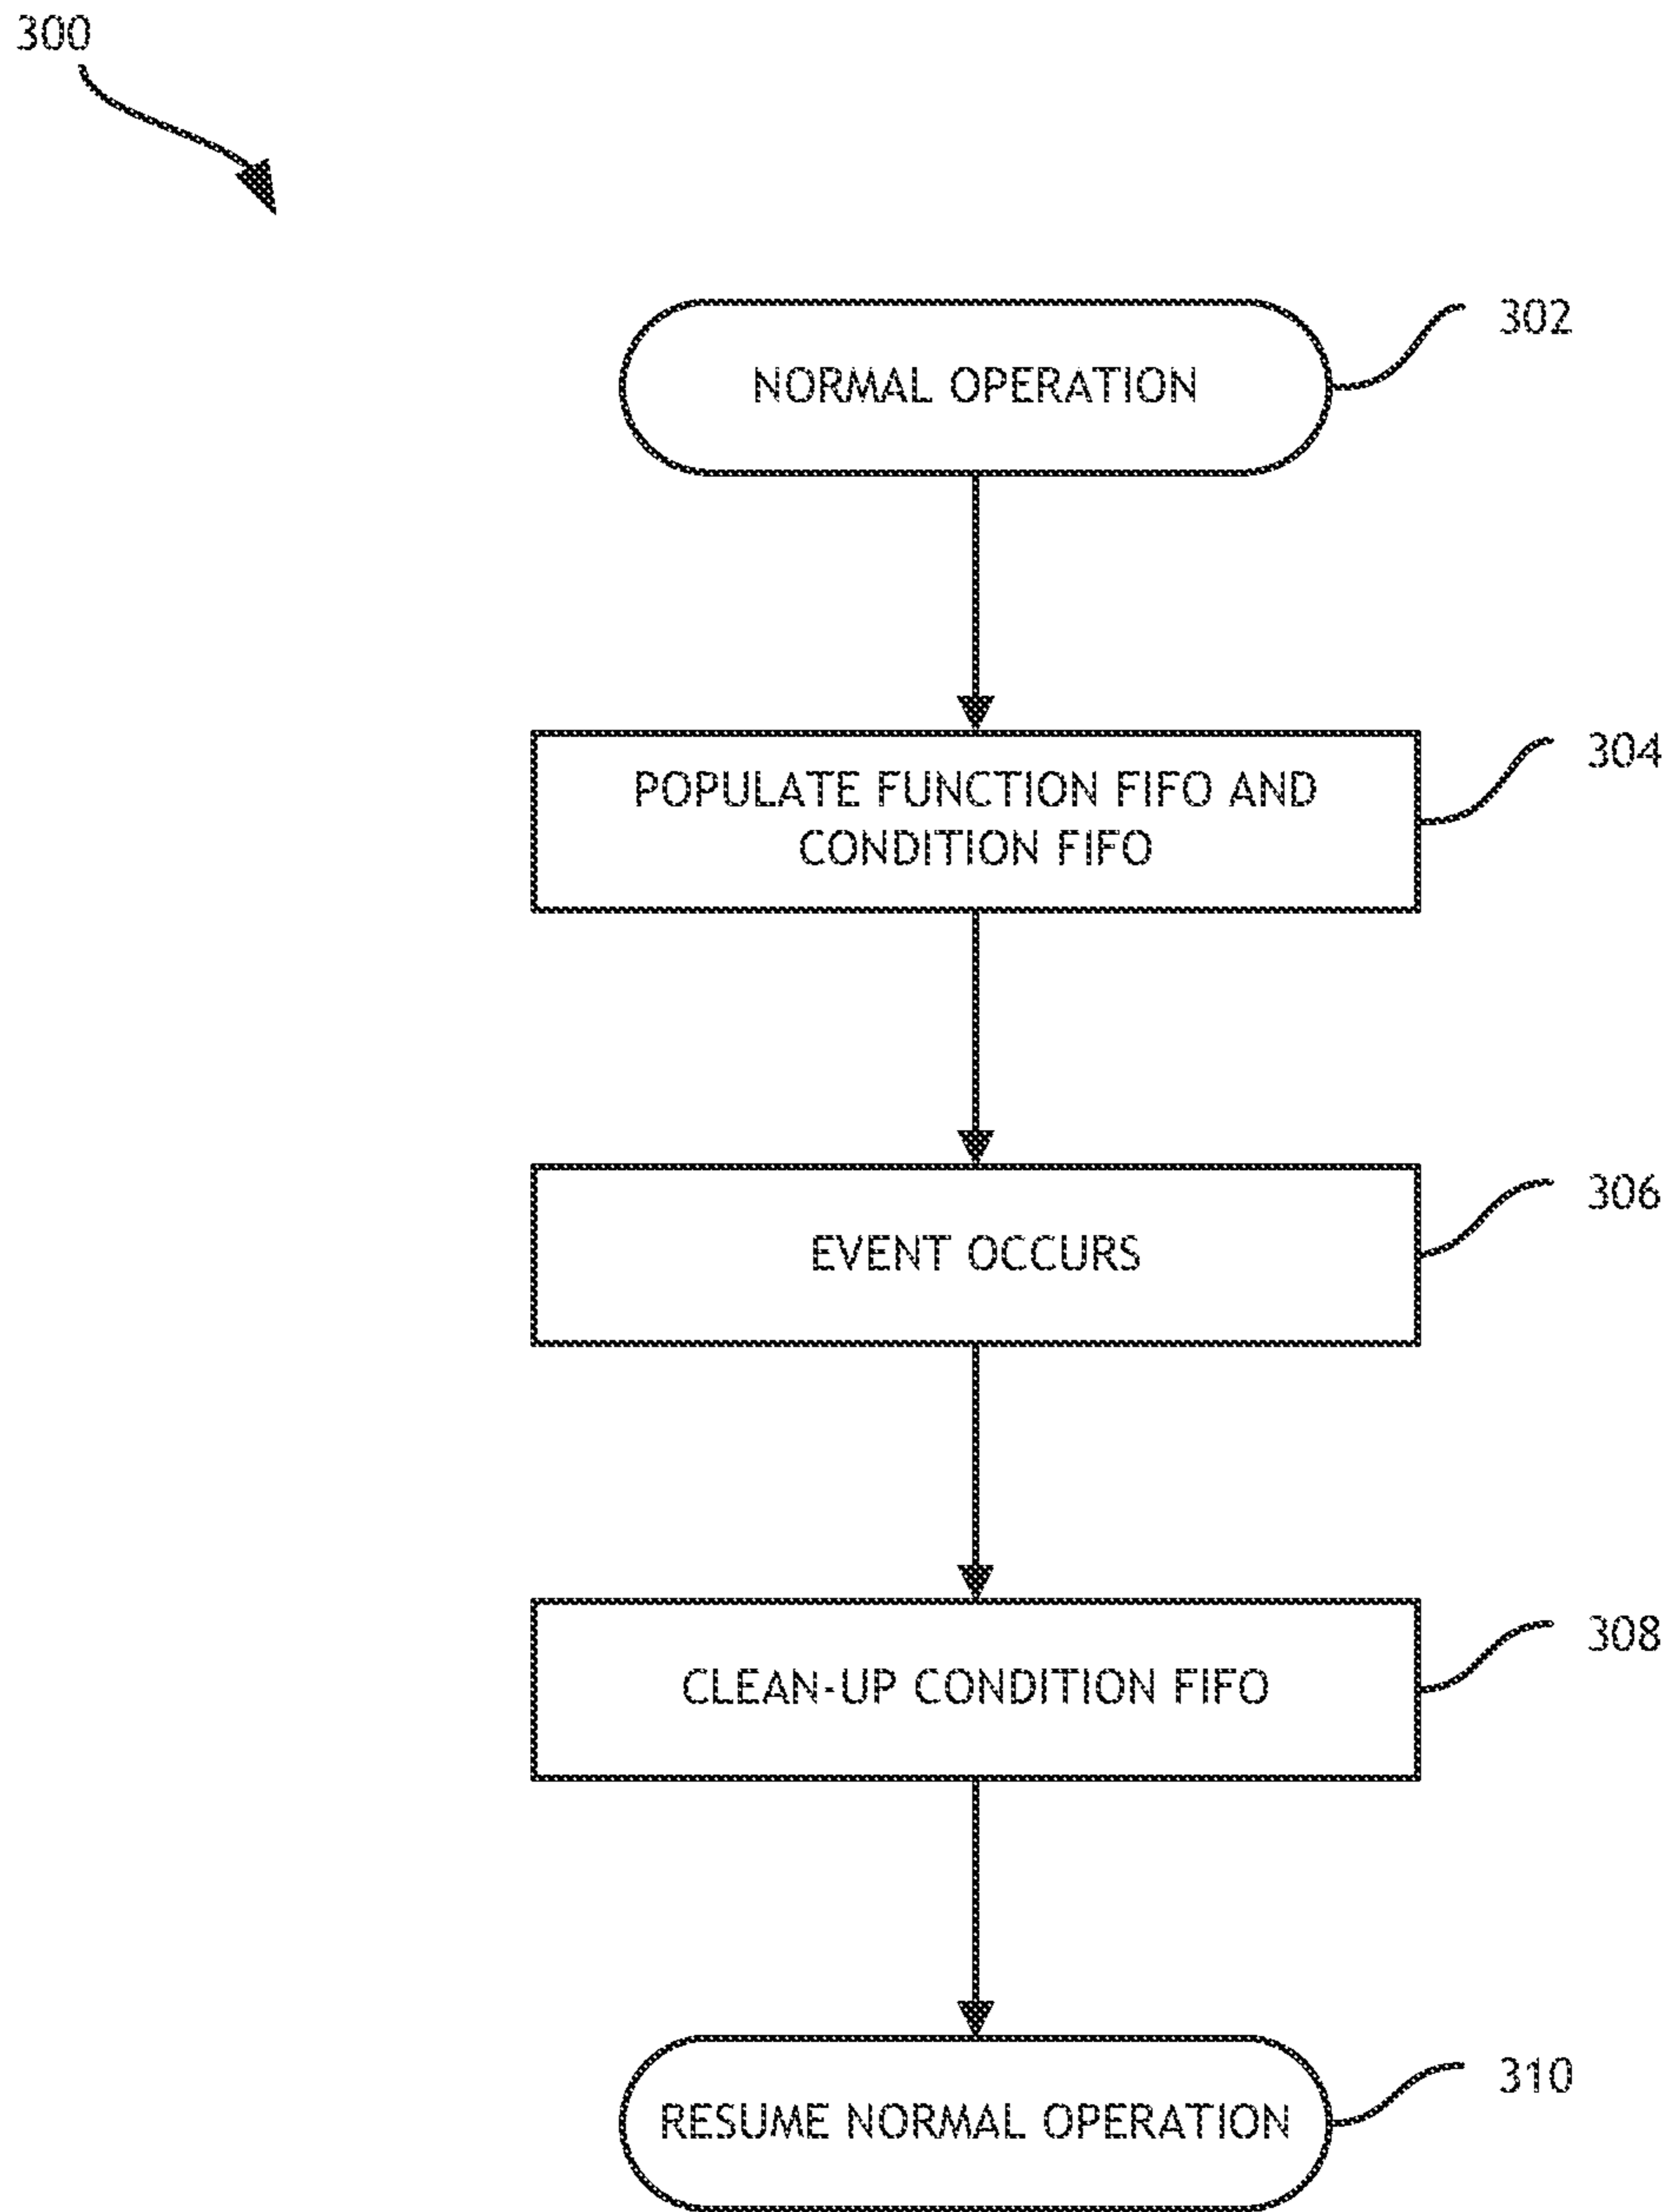 300
302
NORMAL OPERATION
304
POPULATE FUNCTION FIFO AND
CONDITION FIFO
306
EVENT OCCURS
308
CLEAN-UP CONDITION FIFO
310
RESUME NORMAL OPERATION